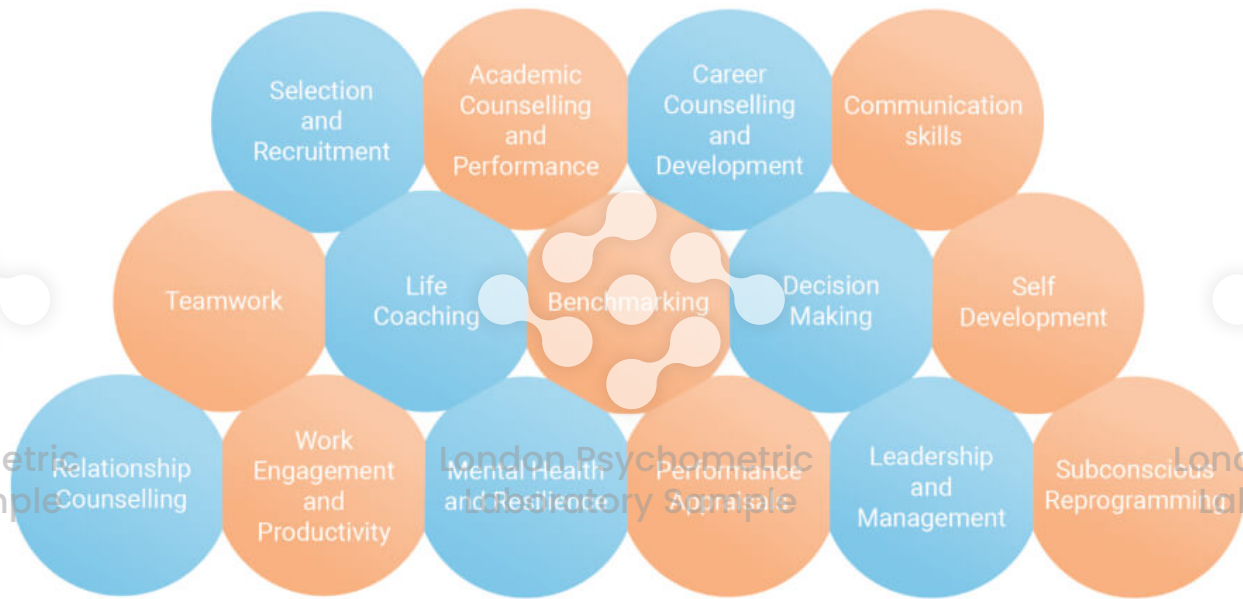 Selection
and
Recruitment
Academic
Counselling
and
Performance
Career
Counselling
and
Development
Communication
skills
Teamwork
Life
Coaching
Benchmarking
Decision
Making
Self
Development
Relationship
Counselling
Work
Engagement
and
Productivity
Mental Health
and Resilience
Performance
Appraisals
Leadership
and
Management
Subconscious
Reprogramming
London Psychometric
Laboratory Sample